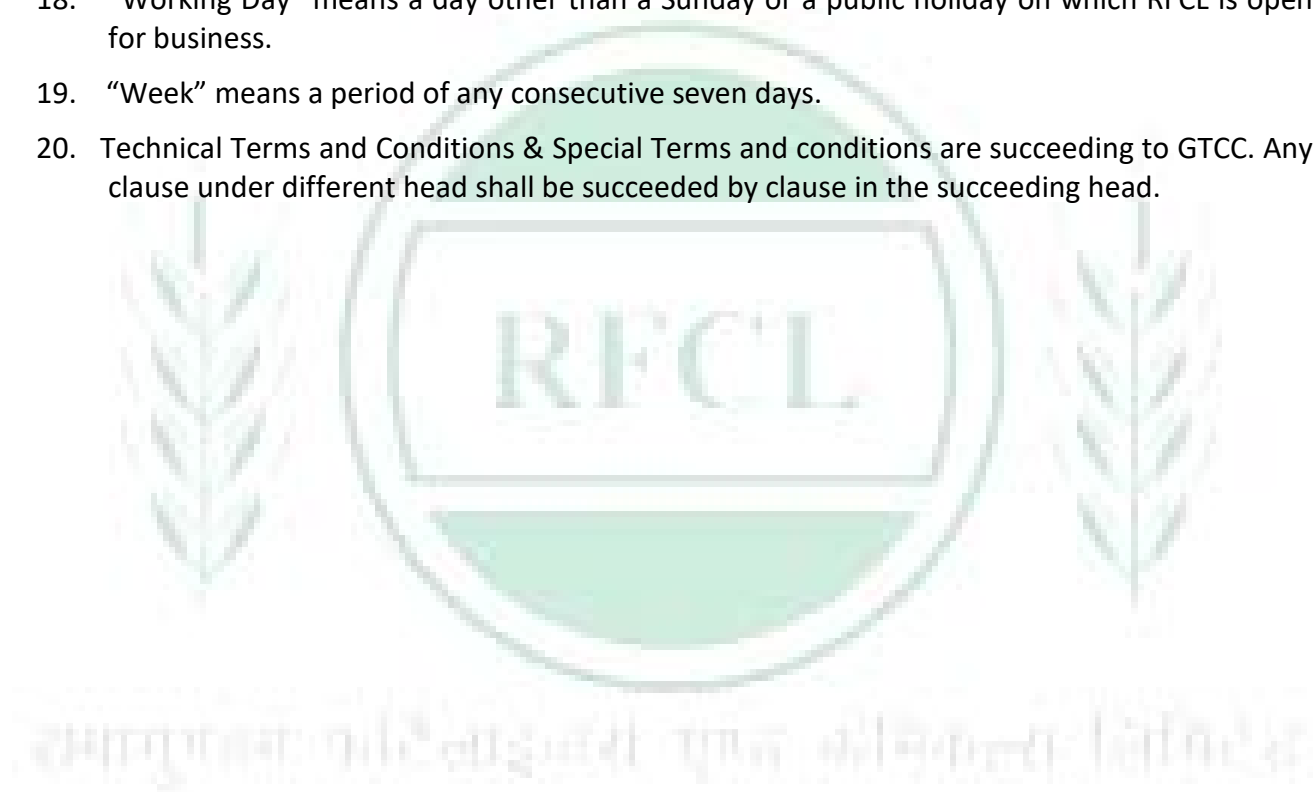 18. “Working Day” means a day other than a Sunday or a public holiday on which RFCL is open
for business.
19. “Week” means a period of any consecutive seven days.
20. Technical Terms and Conditions & Special Terms and conditions are succeeding to GTCC. Any
clause under different head shall be succeeded by clause in the succeeding head.
RFCL